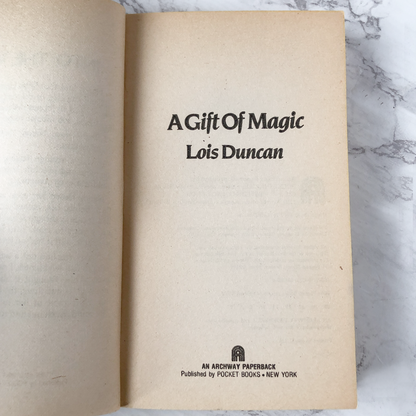 A Gift Of Magic
Lois Duncan
AN ARCHWAY PAPERBACK
Published by POCKET BOOKS • NEW YORK